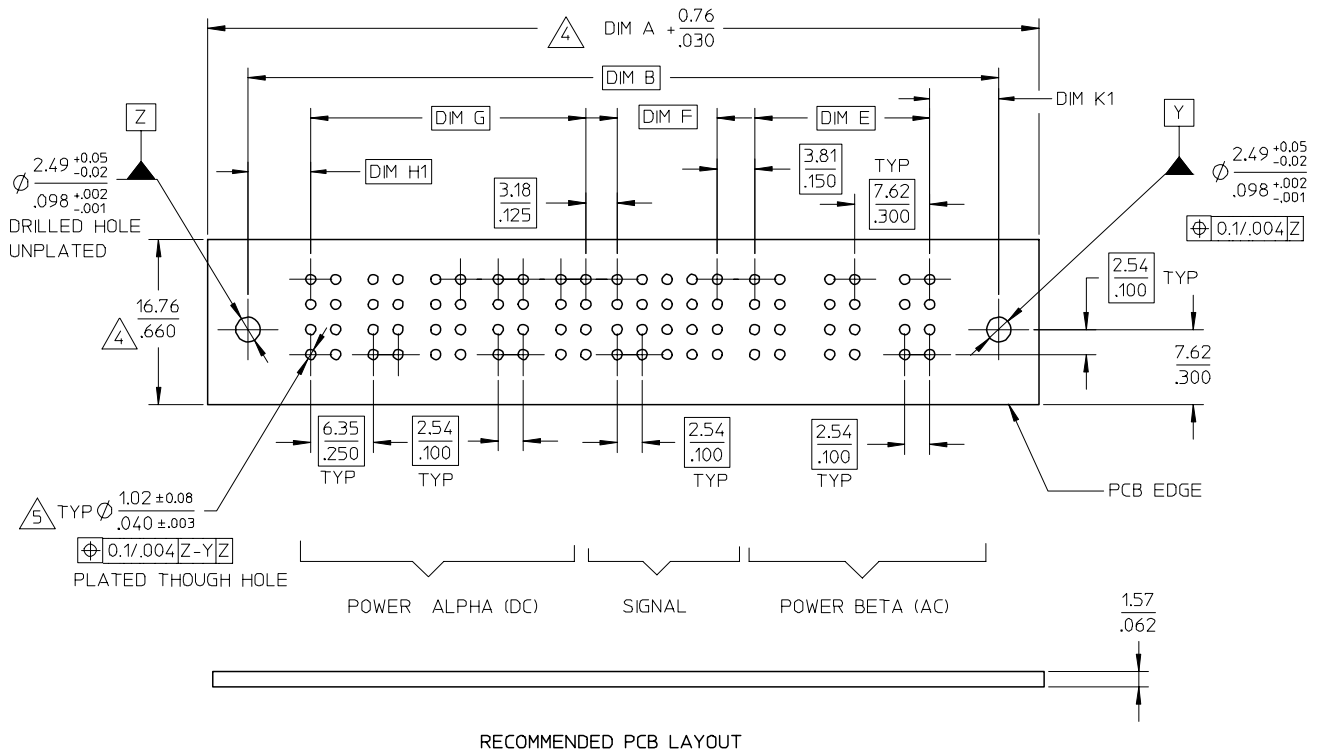 4 DIM A + 0.76
.030
DIM B
DIM K1
Z
DIM G
DIM F
DIM E
Y
Ø 2.49 +0.05 -0.02
.098 +.002 -.001
DRILLED HOLE
UNPLATED
DIM H1
3.18
.125
3.81
.150
TYP
7.62
.300
Ø 2.49 +0.05 -0.02
.098 +.002 -.001
⌖ 0.1/.004 Z
2.54
.100
TYP
4 16.76
.660
7.62
.300
6.35
.250
TYP
2.54
.100
TYP
2.54
.100
TYP
2.54
.100
TYP
PCB EDGE
5 TYP Ø 1.02 ±0.08
.040 ±.003
⌖ 0.1/.004 Z-Y Z
PLATED THOUGH HOLE
POWER ALPHA (DC)
SIGNAL
POWER BETA (AC)
1.57
.062
RECOMMENDED PCB LAYOUT